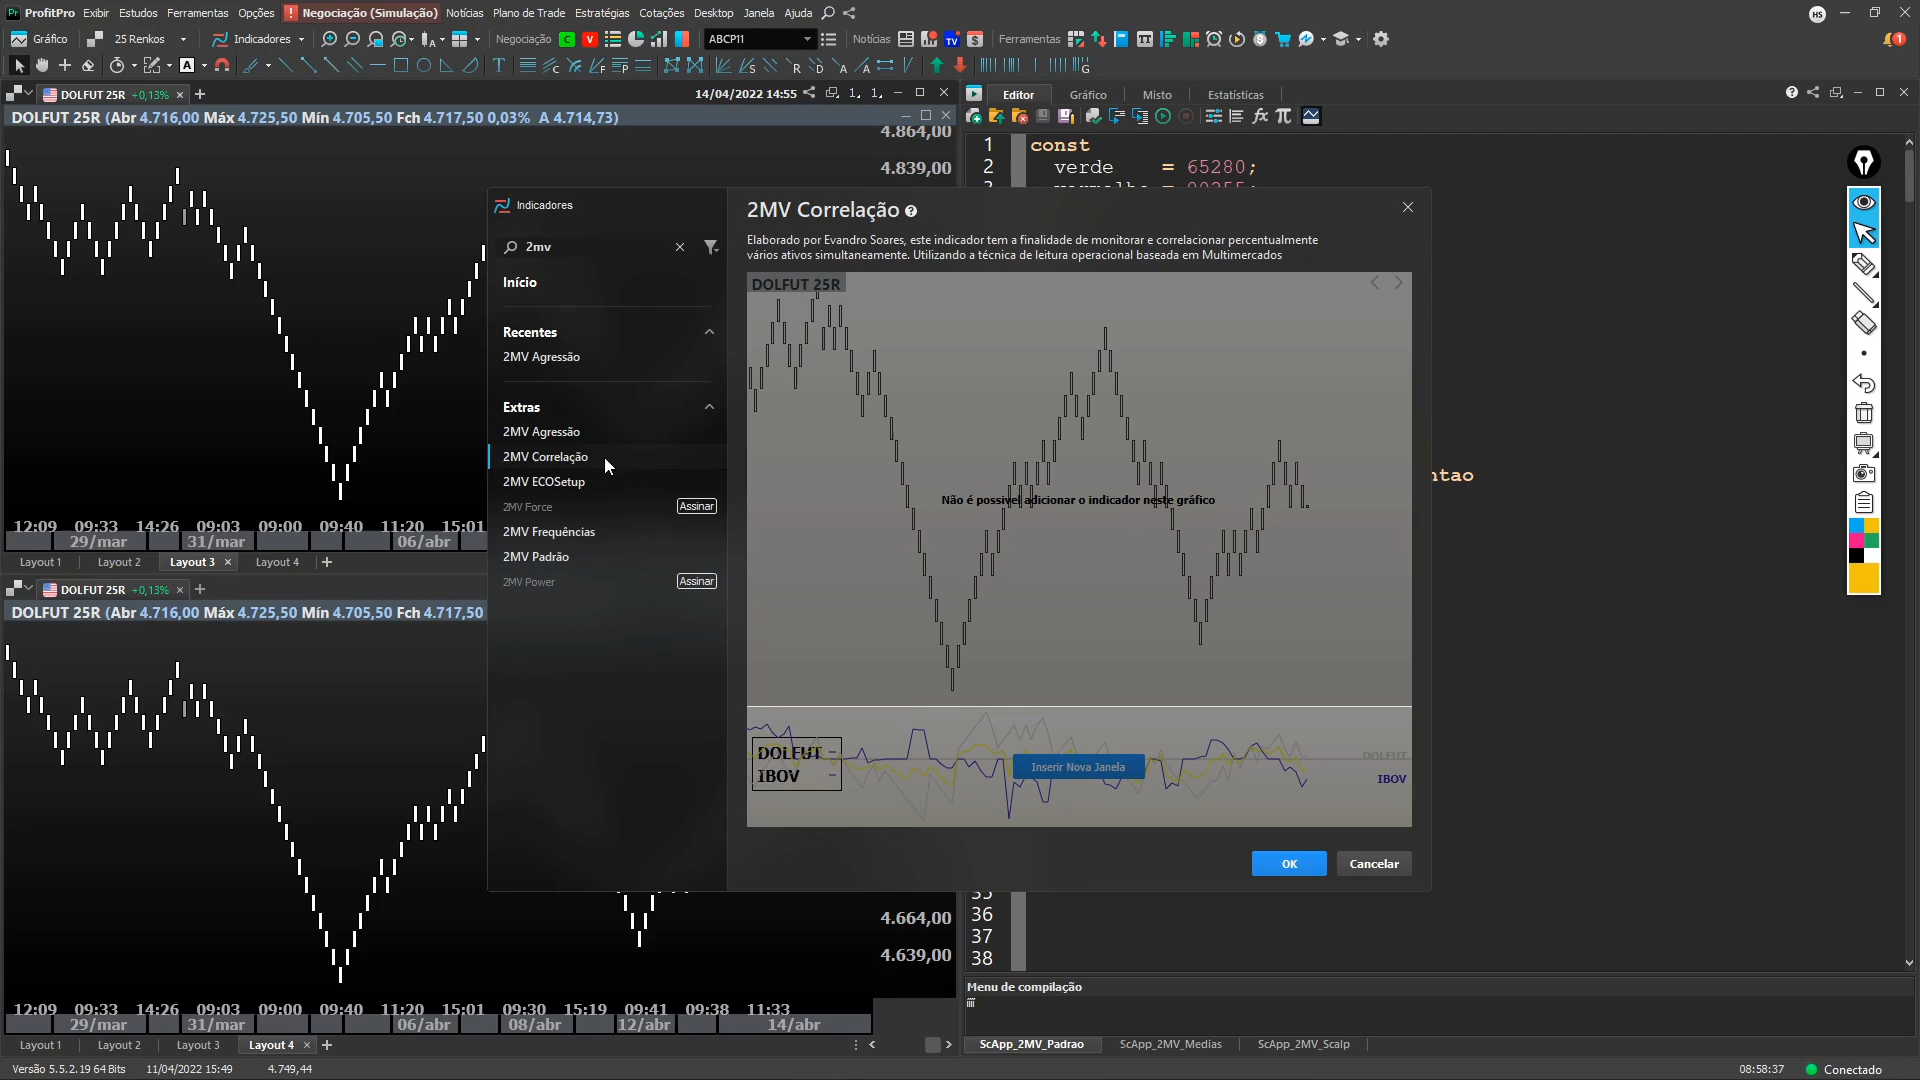 ProfitPro Exibir Estudos Ferramentas Opções Negociação (Simulação) Notícias Plano de Trade Estratégias Cotações Desktop Janela Ajuda HS
Gráfico 25 Renkos Indicadores Negociação C V ABCP11 Notícias TV Ferramentas 1
DOLFUT 25R +0,13% 14/04/2022 14:55
DOLFUT 25R (Abr 4.716,00 Máx 4.725,50 Mín 4.705,50 Fch 4.717,50 0,03% A 4.714,73)
4.864,00
4.839,00
12:09 09:33 14:26 09:03 09:00 09:40 11:20 15:01
29/mar 31/mar 06/abr
Layout 1 Layout 2 Layout 3 Layout 4
DOLFUT 25R +0,13%
DOLFUT 25R (Abr 4.716,00 Máx 4.725,50 Mín 4.705,50 Fch 4.717,50
4.664,00
4.639,00
12:09 09:33 14:26 09:03 09:00 09:40 11:20 15:01 09:30 15:19 09:41 09:38 11:33
29/mar 31/mar 06/abr 08/abr 12/abr 14/abr
Layout 1 Layout 2 Layout 3 Layout 4
Indicadores
2mv
Início
Recentes
2MV Agressão
Extras
2MV Agressão
2MV Correlação
2MV ECOSetup
2MV Force Assinar
2MV Frequências
2MV Padrão
2MV Power Assinar
2MV Correlação
Elaborado por Evandro Soares, este indicador tem a finalidade de monitorar e correlacionar percentualmente
vários ativos simultaneamente. Utilizando a técnica de leitura operacional baseada em Multimercados
DOLFUT 25R
Não é possivel adicionar o indicador neste gráfico
DOLFUT
IBOV
Inserir Nova Janela
DOLFUT
IBOV
OK Cancelar
Editor Gráfico Misto Estatísticas
1 const
2 verde = 65280;
ntao
36
37
38
Menu de compilação
ScApp_2MV_Padrao ScApp_2MV_Medias ScApp_2MV_Scalp
Versão 5.5.2.19 64 Bits 11/04/2022 15:49 4.749,44 08:58:37 Conectado